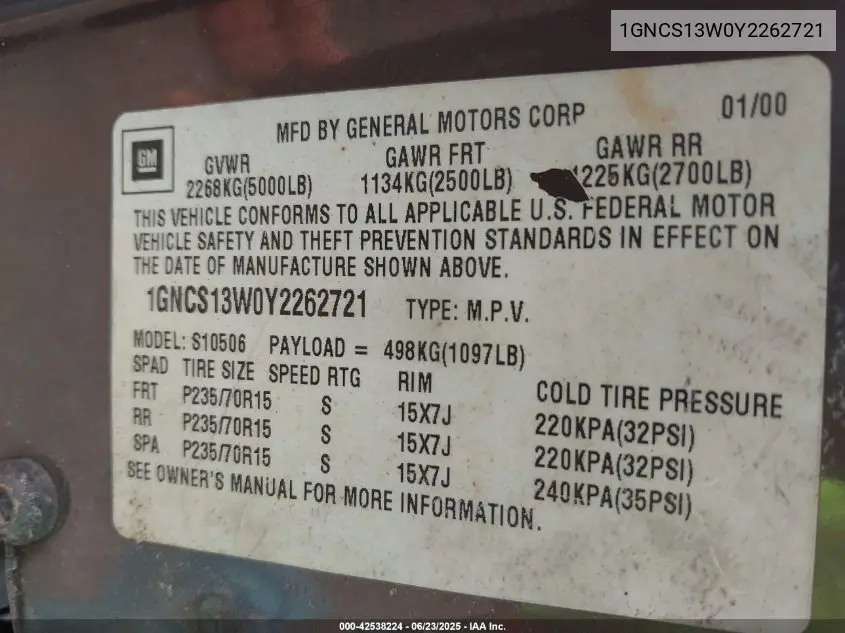 1GNCS13W0Y2262721
MFD BY GENERAL MOTORS CORP 01/00
GM
GVWR GAWR FRT GAWR RR
2268KG(5000LB) 1134KG(2500LB) 1225KG(2700LB)
THIS VEHICLE CONFORMS TO ALL APPLICABLE U.S. FEDERAL MOTOR
VEHICLE SAFETY AND THEFT PREVENTION STANDARDS IN EFFECT ON
THE DATE OF MANUFACTURE SHOWN ABOVE.
1GNCS13W0Y2262721 TYPE: M.P.V.
MODEL: S10506 PAYLOAD = 498KG(1097LB)
SPAD TIRE SIZE SPEED RTG RIM COLD TIRE PRESSURE
FRT P235/70R15 S 15X7J 220KPA(32PSI)
RR P235/70R15 S 15X7J 220KPA(32PSI)
SPA P235/70R15 S 15X7J 240KPA(35PSI)
SEE OWNER'S MANUAL FOR MORE INFORMATION.
000-42538224 - 06/23/2025 - IAA Inc.